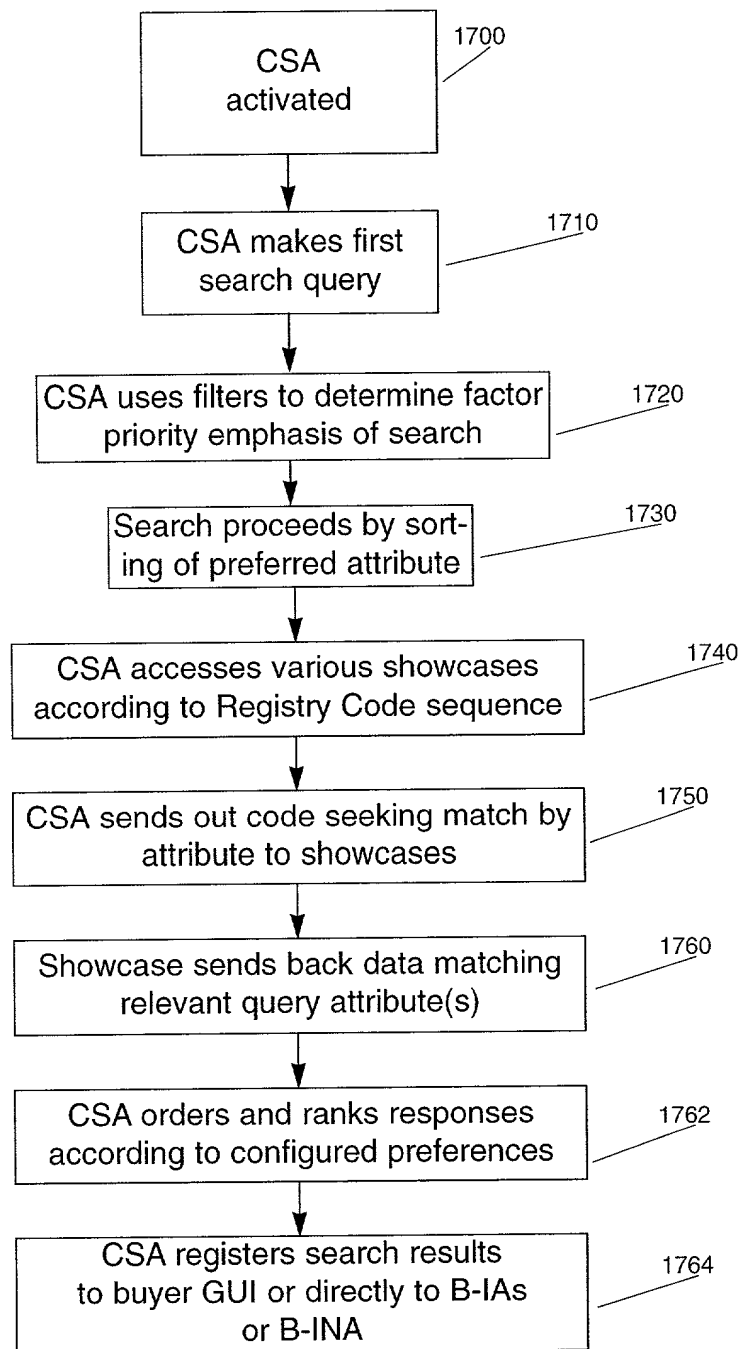 CSA
activated
1700
CSA makes first
search query
1710
CSA uses filters to determine factor
priority emphasis of search
1720
Search proceeds by sort-
ing of preferred attribute
1730
CSA accesses various showcases
according to Registry Code sequence
1740
CSA sends out code seeking match by
attribute to showcases
1750
Showcase sends back data matching
relevant query attribute(s)
1760
CSA orders and ranks responses
according to configured preferences
1762
CSA registers search results
to buyer GUI or directly to B-IAs
or B-INA
1764